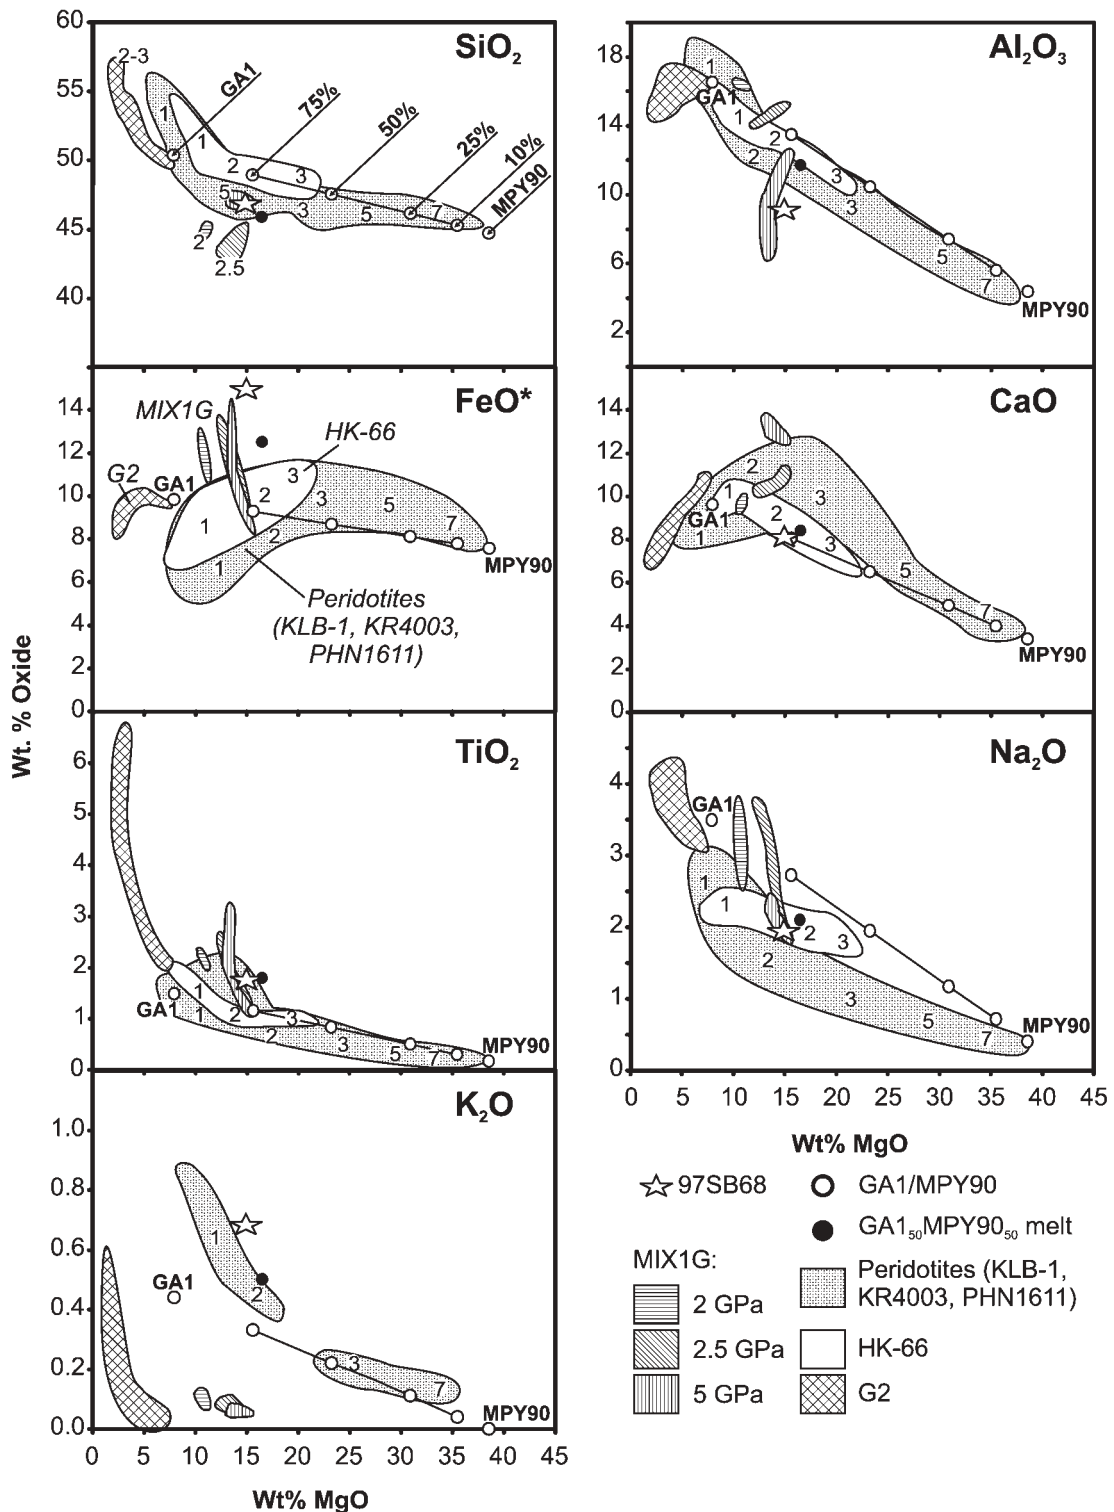 SiO₂
60
55
50
45
40
2-3
1
1
2
3
5
3
5
7
2
2.5
GA1
75%
50%
25%
10%
MPY90
Al₂O₃
18
14
10
6
2
1
GA1
1
2
2
3
3
5
7
MPY90
FeO*
14
12
10
8
6
4
2
0
MIX1G
HK-66
G2
GA1
1
2
3
3
5
7
2
1
MPY90
Peridotites
(KLB-1, KR4003,
PHN1611)
CaO
14
12
10
8
6
4
2
0
2
1
3
GA1
2
1
3
5
7
MPY90
Wt. % Oxide
TiO₂
6
5
4
3
2
1
0
1
GA1
1
2
3
2
3
5
7
MPY90
Na₂O
4
3
2
1
0
GA1
1
1
2
3
2
3
5
7
MPY90
0 5 10 15 20 25 30 35 40 45
Wt% MgO
K₂O
1.0
0.8
0.6
0.4
0.2
0.0
1
GA1
2
3
7
MPY90
0 5 10 15 20 25 30 35 40 45
Wt% MgO
97SB68
GA1/MPY90
GA1₅₀MPY90₅₀ melt
MIX1G:
2 GPa
2.5 GPa
5 GPa
Peridotites (KLB-1,
KR4003, PHN1611)
HK-66
G2